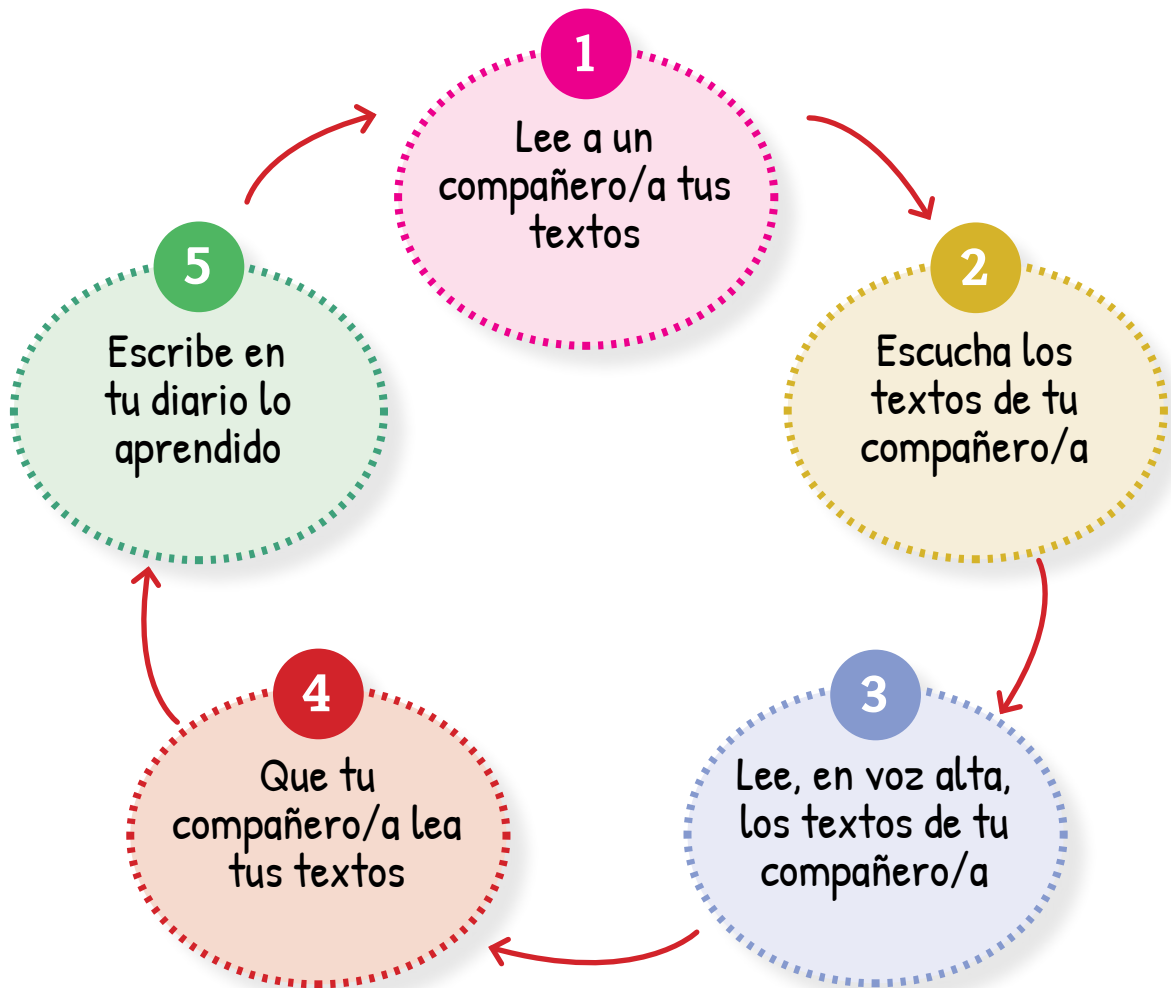 1
Lee a un
compañero/a tus
textos
2
Escucha los
textos de tu
compañero/a
3
Lee, en voz alta,
los textos de tu
compañero/a
4
Que tu
compañero/a lea
tus textos
5
Escribe en
tu diario lo
aprendido